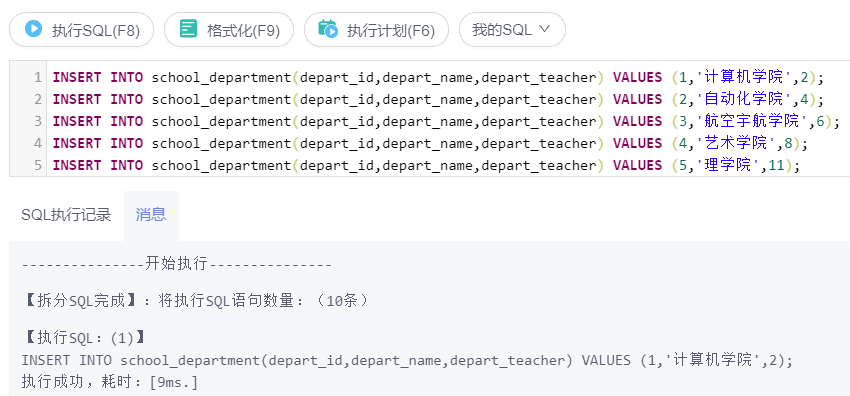 执行SQL(F8) 格式化(F9) 执行计划(F6) 我的SQL
1 INSERT INTO school_department(depart_id,depart_name,depart_teacher) VALUES (1,'计算机学院',2);
2 INSERT INTO school_department(depart_id,depart_name,depart_teacher) VALUES (2,'自动化学院',4);
3 INSERT INTO school_department(depart_id,depart_name,depart_teacher) VALUES (3,'航空宇航学院',6);
4 INSERT INTO school_department(depart_id,depart_name,depart_teacher) VALUES (4,'艺术学院',8);
5 INSERT INTO school_department(depart_id,depart_name,depart_teacher) VALUES (5,'理学院',11);
SQL执行记录 消息
---------------开始执行---------------
【拆分SQL完成】：将执行SQL语句数量：（10条）
【执行SQL：(1)】
INSERT INTO school_department(depart_id,depart_name,depart_teacher) VALUES (1,'计算机学院',2);
执行成功，耗时：[9ms.]